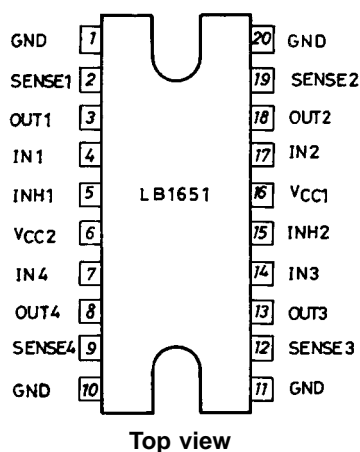 GND 1 20 GND
SENSE1 2 19 SENSE2
OUT1 3 18 OUT2
IN1 4 17 IN2
INH1 5 LB1651 16 VCC1
VCC2 6 15 INH2
IN4 7 14 IN3
OUT4 8 13 OUT3
SENSE4 9 12 SENSE3
GND 10 11 GND
Top view